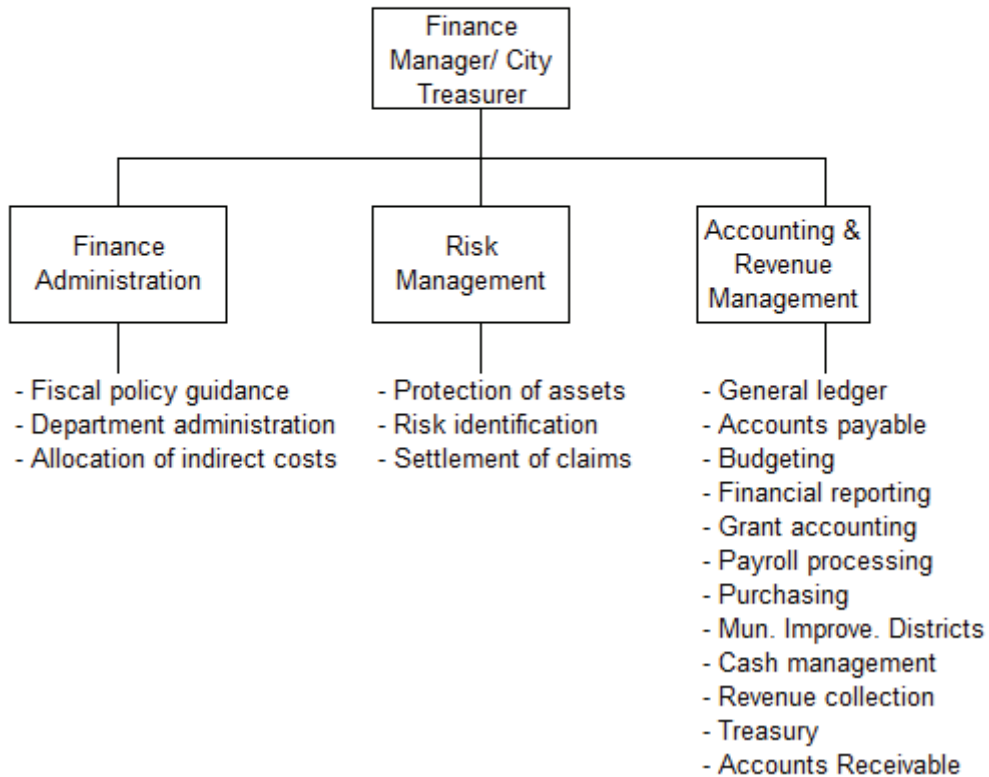 Finance
Manager/ City
Treasurer
Finance
Administration
Risk
Management
Accounting &
Revenue
Management
- Fiscal policy guidance
- Department administration
- Allocation of indirect costs
- Protection of assets
- Risk identification
- Settlement of claims
- General ledger
- Accounts payable
- Budgeting
- Financial reporting
- Grant accounting
- Payroll processing
- Purchasing
- Mun. Improve. Districts
- Cash management
- Revenue collection
- Treasury
- Accounts Receivable